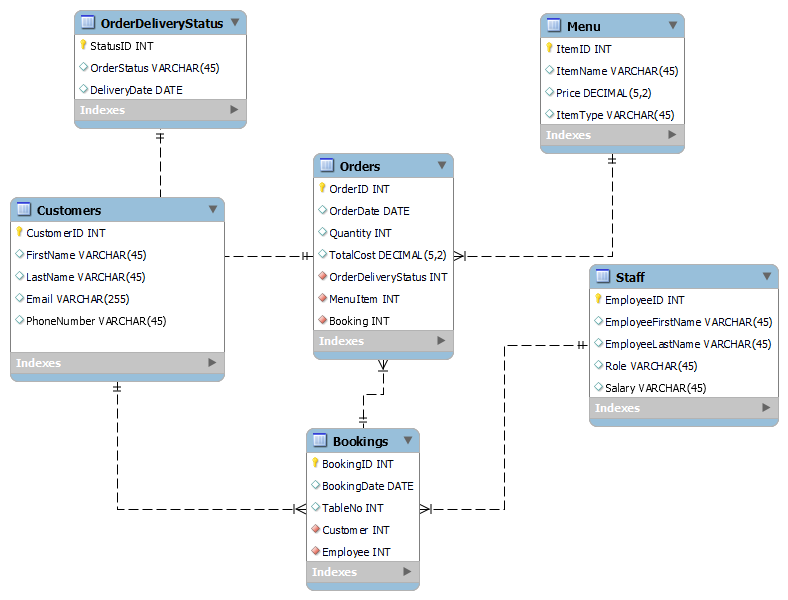 OrderDeliveryStatus
StatusID INT
OrderStatus VARCHAR(45)
DeliveryDate DATE
Indexes
Menu
ItemID INT
ItemName VARCHAR(45)
Price DECIMAL(5,2)
ItemType VARCHAR(45)
Indexes
Orders
OrderID INT
OrderDate DATE
Quantity INT
TotalCost DECIMAL(5,2)
OrderDeliveryStatus INT
MenuItem INT
Booking INT
Indexes
Customers
CustomerID INT
FirstName VARCHAR(45)
LastName VARCHAR(45)
Email VARCHAR(255)
PhoneNumber VARCHAR(45)
Indexes
Staff
EmployeeID INT
EmployeeFirstName VARCHAR(45)
EmployeeLastName VARCHAR(45)
Role VARCHAR(45)
Salary VARCHAR(45)
Indexes
Bookings
BookingID INT
BookingDate DATE
TableNo INT
Customer INT
Employee INT
Indexes